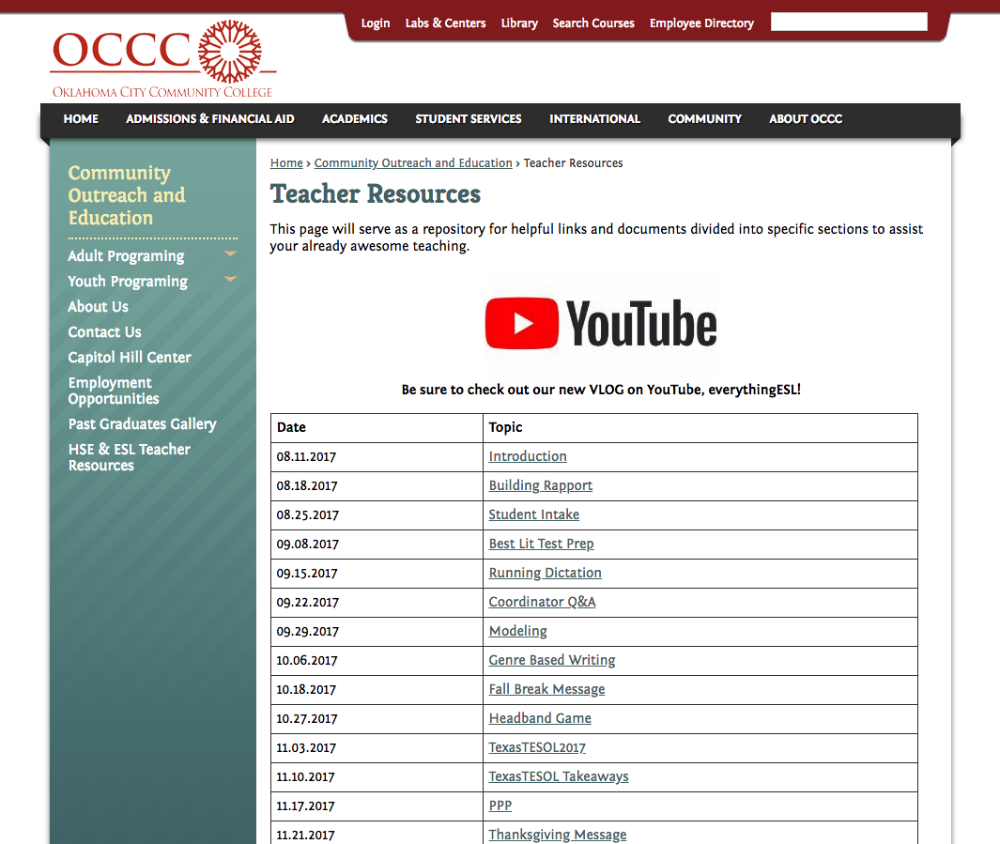 Login Labs & Centers Library Search Courses Employee Directory
OCCC
OKLAHOMA CITY COMMUNITY COLLEGE
HOME ADMISSIONS & FINANCIAL AID ACADEMICS STUDENT SERVICES INTERNATIONAL COMMUNITY ABOUT OCCC
Community
Outreach and
Education
Adult Programing
Youth Programing
About Us
Contact Us
Capitol Hill Center
Employment
Opportunities
Past Graduates Gallery
HSE & ESL Teacher
Resources
Home › Community Outreach and Education › Teacher Resources
Teacher Resources
This page will serve as a repository for helpful links and documents divided into specific sections to assist
your already awesome teaching.
YouTube
Be sure to check out our new VLOG on YouTube, everythingESL!
Date Topic
08.11.2017 Introduction
08.18.2017 Building Rapport
08.25.2017 Student Intake
09.08.2017 Best Lit Test Prep
09.15.2017 Running Dictation
09.22.2017 Coordinator Q&A
09.29.2017 Modeling
10.06.2017 Genre Based Writing
10.18.2017 Fall Break Message
10.27.2017 Headband Game
11.03.2017 TexasTESOL2017
11.10.2017 TexasTESOL Takeaways
11.17.2017 PPP
11.21.2017 Thanksgiving Message